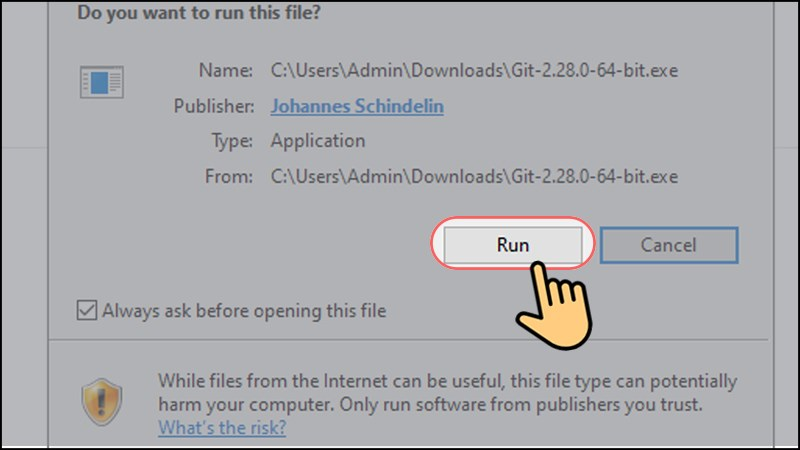 Do you want to run this file?
Name: C:\Users\Admin\Downloads\Git-2.28.0-64-bit.exe
Publisher: Johannes Schindelin
Type: Application
From: C:\Users\Admin\Downloads\Git-2.28.0-64-bit.exe
Run Cancel
Always ask before opening this file
While files from the Internet can be useful, this file type can potentially
harm your computer. Only run software from publishers you trust.
What's the risk?